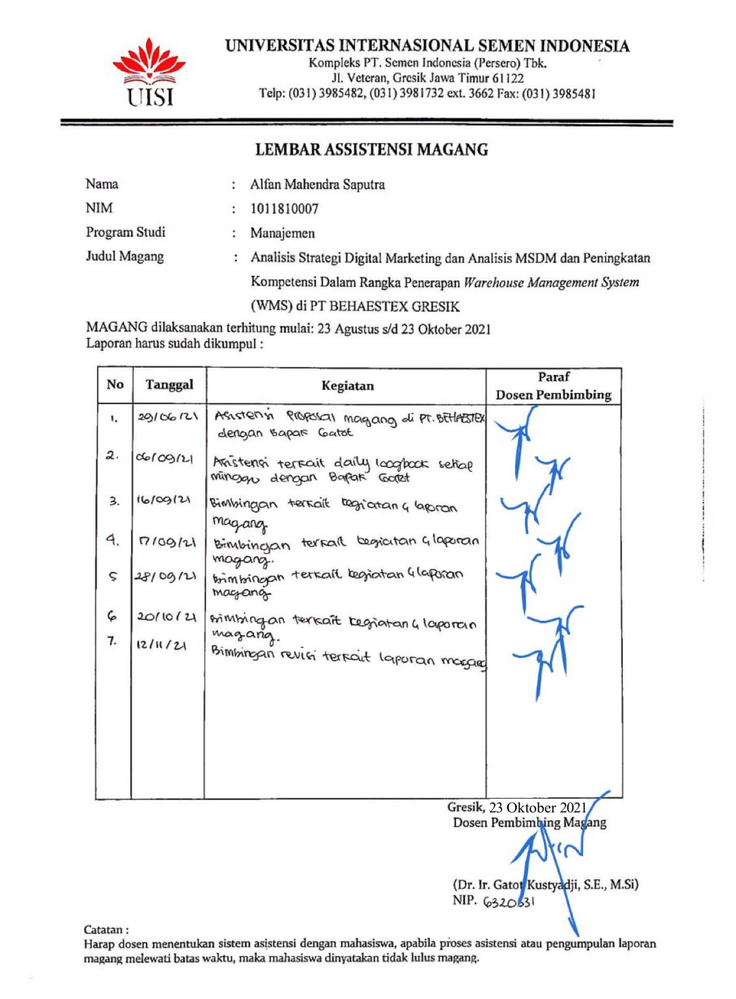 UISI
UNIVERSITAS INTERNASIONAL SEMEN INDONESIA
Kompleks PT. Semen Indonesia (Persero) Tbk.
Jl. Veteran, Gresik Jawa Timur 61122
Telp: (031) 3985482, (031) 3981732 ext. 3662 Fax: (031) 3985481
LEMBAR ASSISTENSI MAGANG
Nama : Alfan Mahendra Saputra
NIM : 1011810007
Program Studi : Manajemen
Judul Magang : Analisis Strategi Digital Marketing dan Analisis MSDM dan Peningkatan
Kompetensi Dalam Rangka Penerapan Warehouse Management System
(WMS) di PT BEHAESTEX GRESIK
MAGANG dilaksanakan terhitung mulai: 23 Agustus s/d 23 Oktober 2021
Laporan harus sudah dikumpul :
No Tanggal Kegiatan Paraf
Dosen Pembimbing
1. 29/06/21 Asistensi Proposal magang di PT. BEHAESTEX
dengan Bapak Gatot
2. 06/09/21 Asistensi terkait daily loogbook setiap
minggu dengan Bapak Gatot
3. 16/09/21 Bimbingan terkait kegiatan & laporan
magang
4. 17/09/21 Bimbingan terkait kegiatan & laporan
magang.
5 28/09/21 Bimbingan terkait kegiatan & laporan
magang
6 20/10/21 Bimbingan terkait kegiatan & laporan
magang.
7. 12/11/21 Bimbingan revisi terkait laporan magang
Gresik, 23 Oktober 2021
Dosen Pembimbing Magang
(Dr. Ir. Gatot Kustyadji, S.E., M.Si)
NIP. 6320631
Catatan :
Harap dosen menentukan sistem asistensi dengan mahasiswa, apabila proses asistensi atau pengumpulan laporan
magang melewati batas waktu, maka mahasiswa dinyatakan tidak lulus magang.